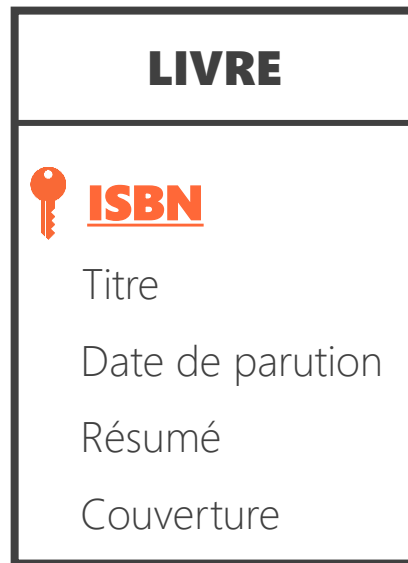 LIVRE
ISBN
Titre
Date de parution
Résumé
Couverture